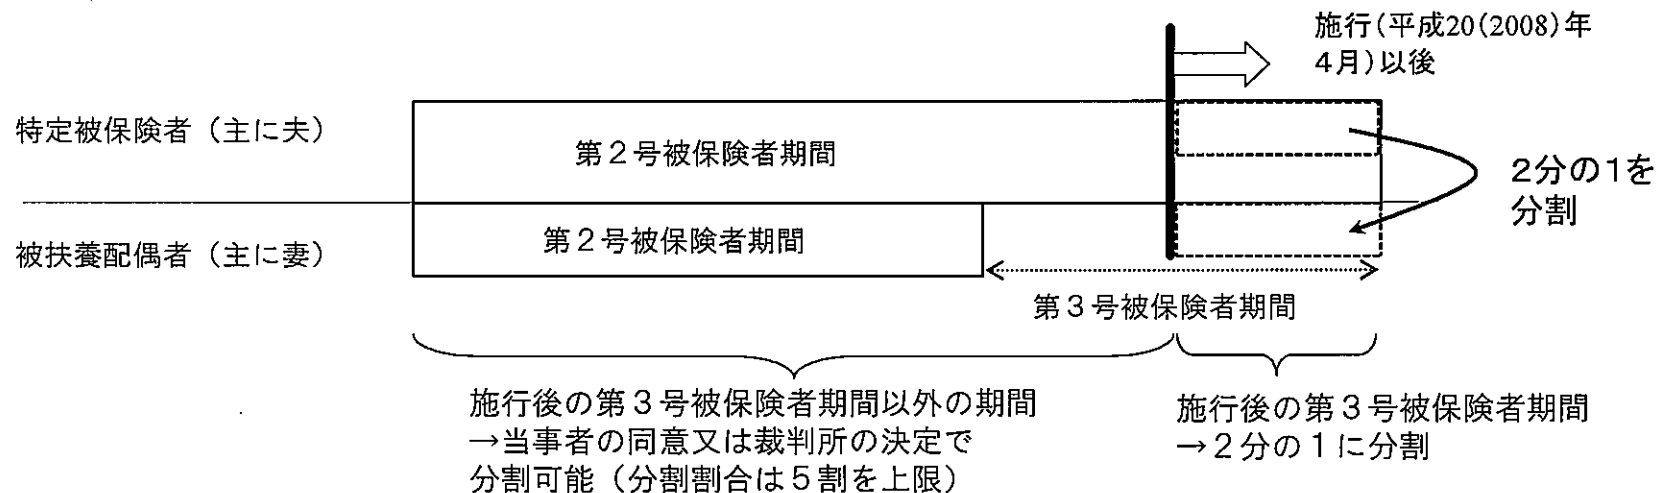 施行(平成20(2008)年
4月)以後
特定被保険者（主に夫）
第２号被保険者期間
2分の1を
分割
被扶養配偶者（主に妻）
第２号被保険者期間
第３号被保険者期間
施行後の第３号被保険者期間以外の期間
→当事者の同意又は裁判所の決定で
分割可能（分割割合は５割を上限）
施行後の第３号被保険者期間
→２分の１に分割